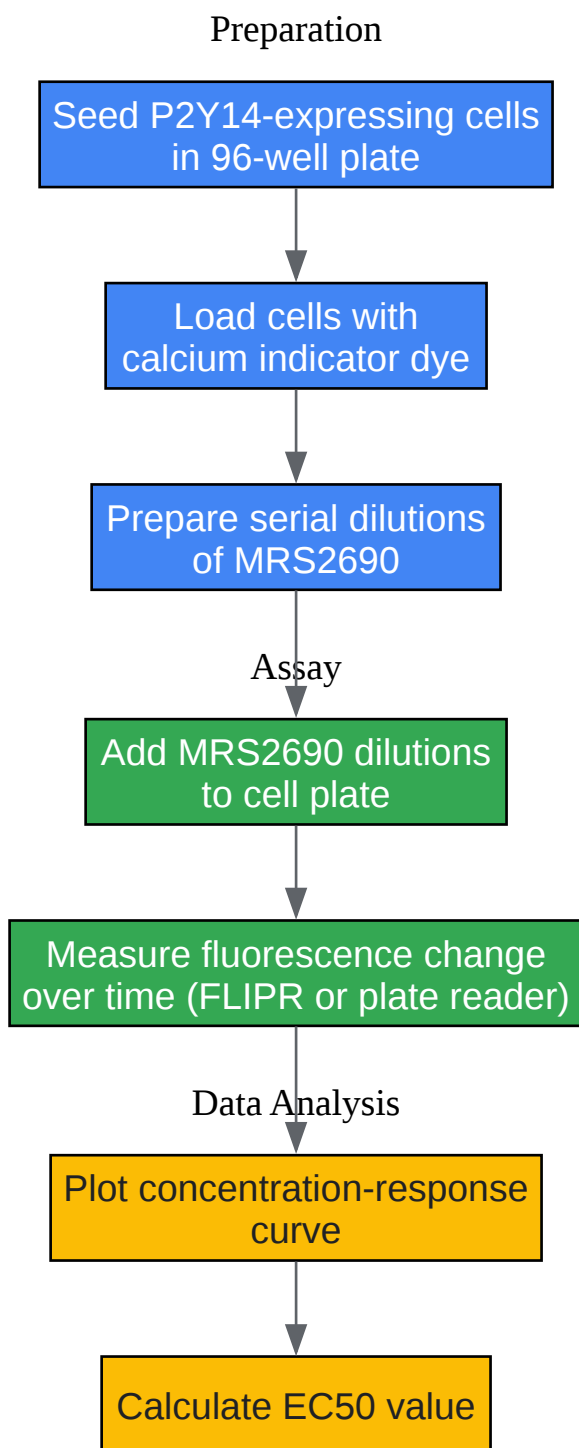 Preparation
Seed P2Y14-expressing cells
in 96-well plate
Load cells with
calcium indicator dye
Prepare serial dilutions
of MRS2690
Assay
Add MRS2690 dilutions
to cell plate
Measure fluorescence change
over time (FLIPR or plate reader)
Data Analysis
Plot concentration-response
curve
Calculate EC50 value